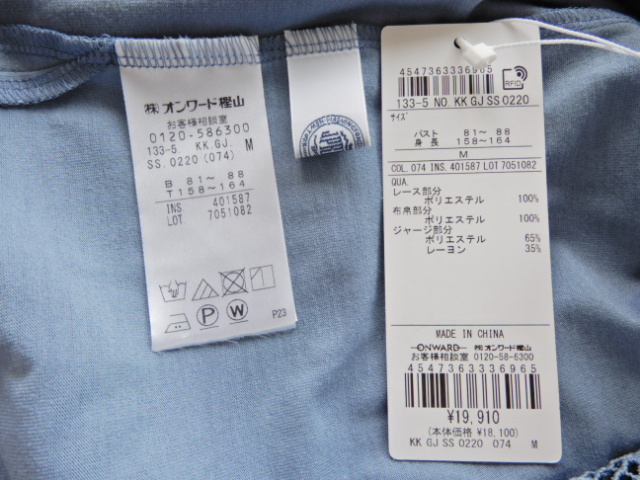 ㈱オンワード樫山
お客様相談室
0120-586300
133-5 KK.GJ. M
SS.0220 (074)
B 81～ 88
T 158～164
INS. 401587
LOT 7051082
P
W
P23
4547363336965
RFID
133-5 NO. KK GJ SS 0220
サイズ
バスト 81～ 88
身長 158～164
M
COL. 074 INS. 401587 LOT 7051082
QUA.
レース部分
ポリエステル 100%
布帛部分
ポリエステル 100%
ジャージ部分
ポリエステル 65%
レーヨン 35%
MADE IN CHINA
ONWARD ㈱オンワード樫山
お客様相談室 0120-58-6300
4547363336965
¥19,910
(本体価格 ¥18,100)
KK GJ SS 0220 074 M